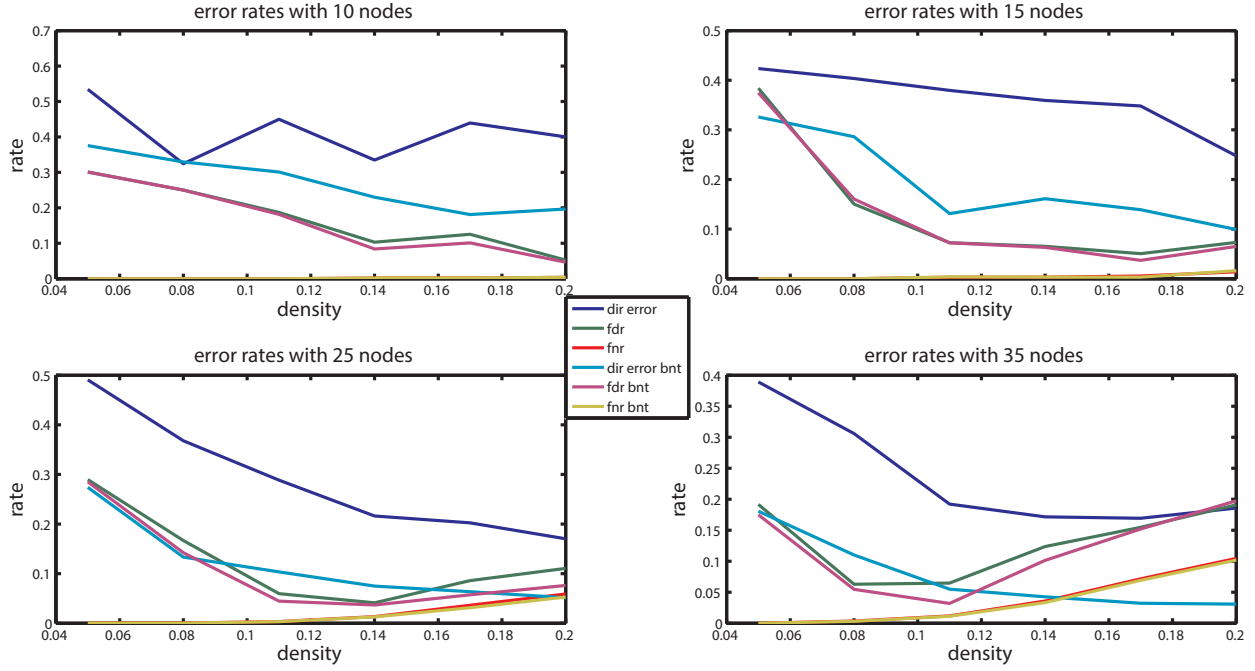 error rates with 10 nodes
0.7
0.6
0.5
0.4
0.3
0.2
0.1
0
rate
0.04 0.06 0.08 0.1 0.12 0.14 0.16 0.18 0.2
density
error rates with 15 nodes
0.5
0.4
0.3
0.2
0.1
0
rate
0.04 0.06 0.08 0.1 0.12 0.14 0.16 0.18 0.2
density
dir error
fdr
fnr
dir error bnt
fdr bnt
fnr bnt
error rates with 25 nodes
0.5
0.4
0.3
0.2
0.1
0
rate
0.04 0.06 0.08 0.1 0.12 0.14 0.16 0.18 0.2
density
error rates with 35 nodes
0.4
0.35
0.3
0.25
0.2
0.15
0.1
0.05
0
rate
0.04 0.06 0.08 0.1 0.12 0.14 0.16 0.18 0.2
density